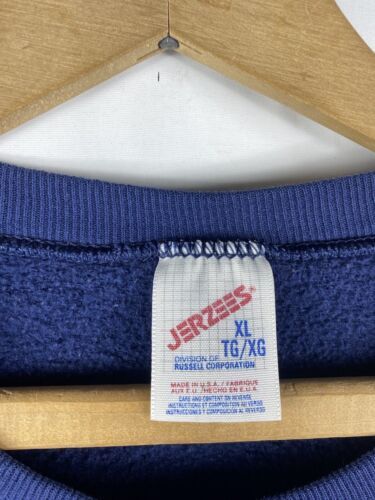 JERZEES
XL
TG/XG
DIVISION OF
RUSSELL CORPORATION
MADE IN U.S.A. / FABRIQUE
AUX E.U. /HECHO EN E.U.A.
CARE AND CONTENT ON REVERSE
INSTRUCTIONS ET COMPOSITION AU VERSO
INSTRUCCIONES Y COMPOSICION AL REVERSO